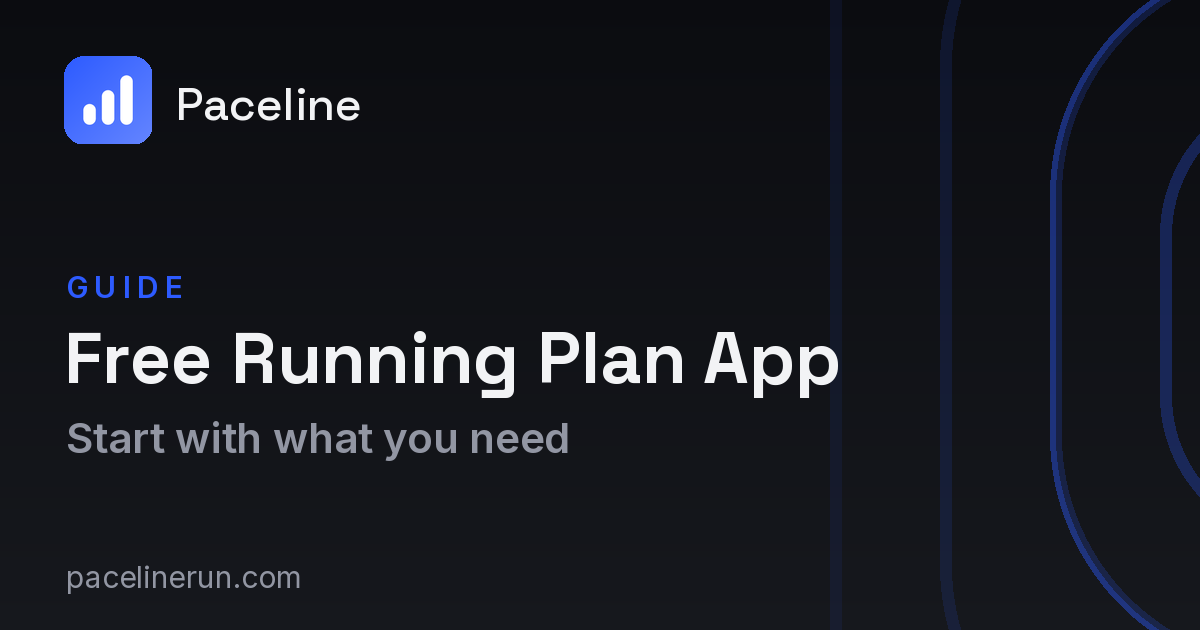 Paceline
GUIDE
Free Running Plan App
Start with what you need
pacelinerun.com